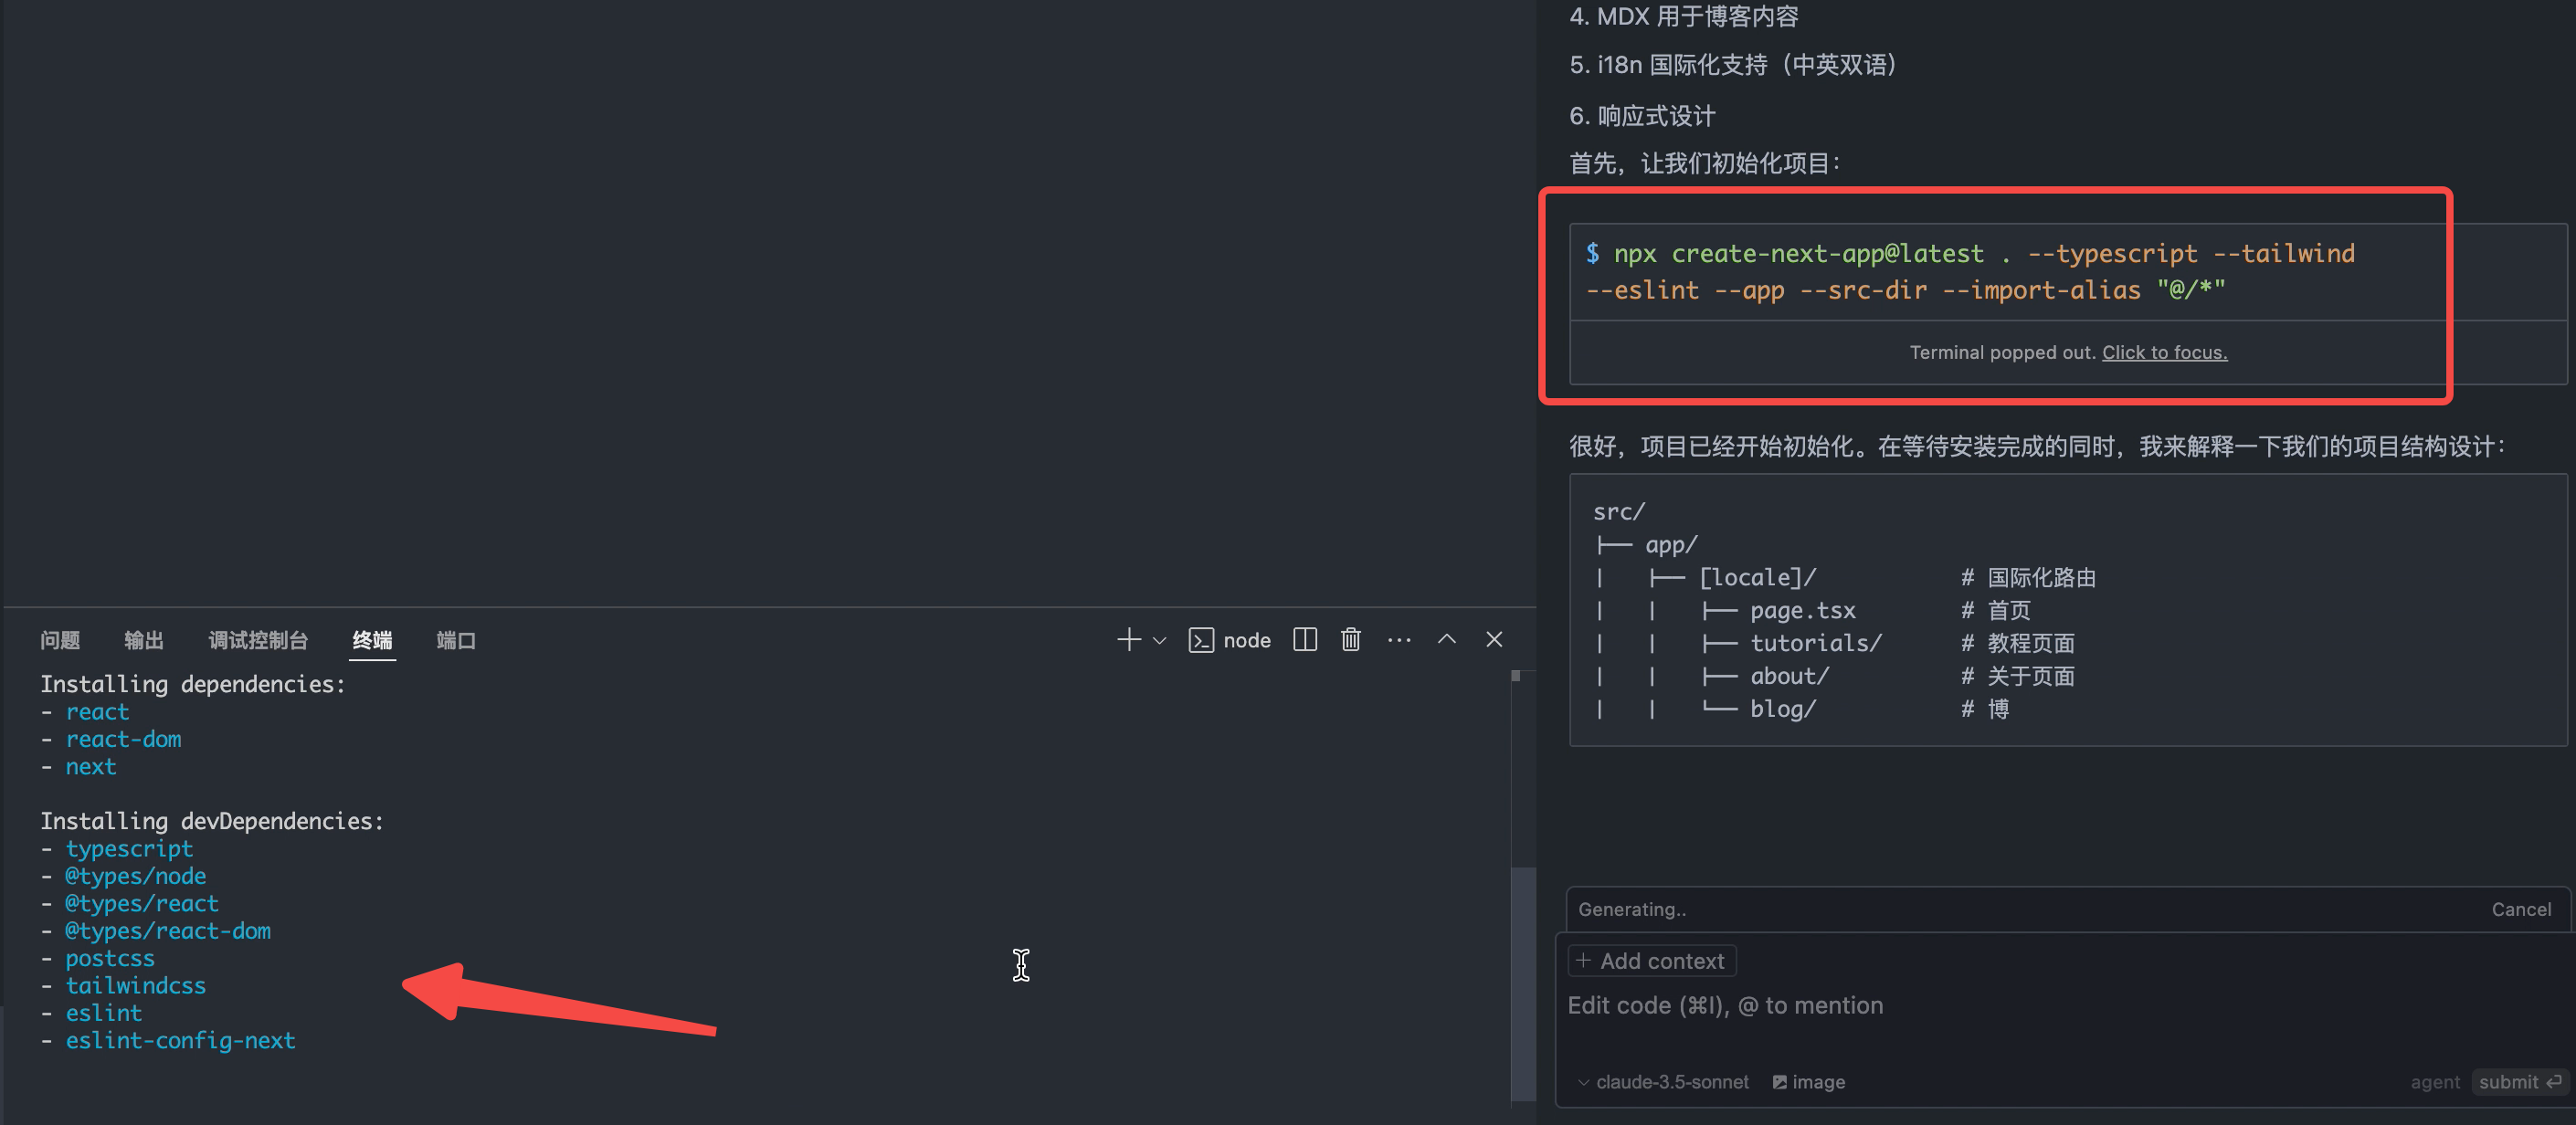 4. MDX 用于博客内容
5. i18n 国际化支持（中英双语）
6. 响应式设计
首先，让我们初始化项目：
$ npx create-next-app@latest . --typescript --tailwind
--eslint --app --src-dir --import-alias "@/*"
Terminal popped out. Click to focus.
很好，项目已经开始初始化。在等待安装完成的同时，我来解释一下我们的项目结构设计：
src/
├── app/
│   ├── [locale]/          # 国际化路由
│   │   ├── page.tsx       # 首页
│   │   ├── tutorials/     # 教程页面
│   │   ├── about/         # 关于页面
│   │   └── blog/          # 博
Generating..
Cancel
+ Add context
Edit code (⌘I), @ to mention
claude-3.5-sonnet
image
agent
submit ⏎
问题 输出 调试控制台 终端 端口
node
Installing dependencies:
- react
- react-dom
- next
Installing devDependencies:
- typescript
- @types/node
- @types/react
- @types/react-dom
- postcss
- tailwindcss
- eslint
- eslint-config-next